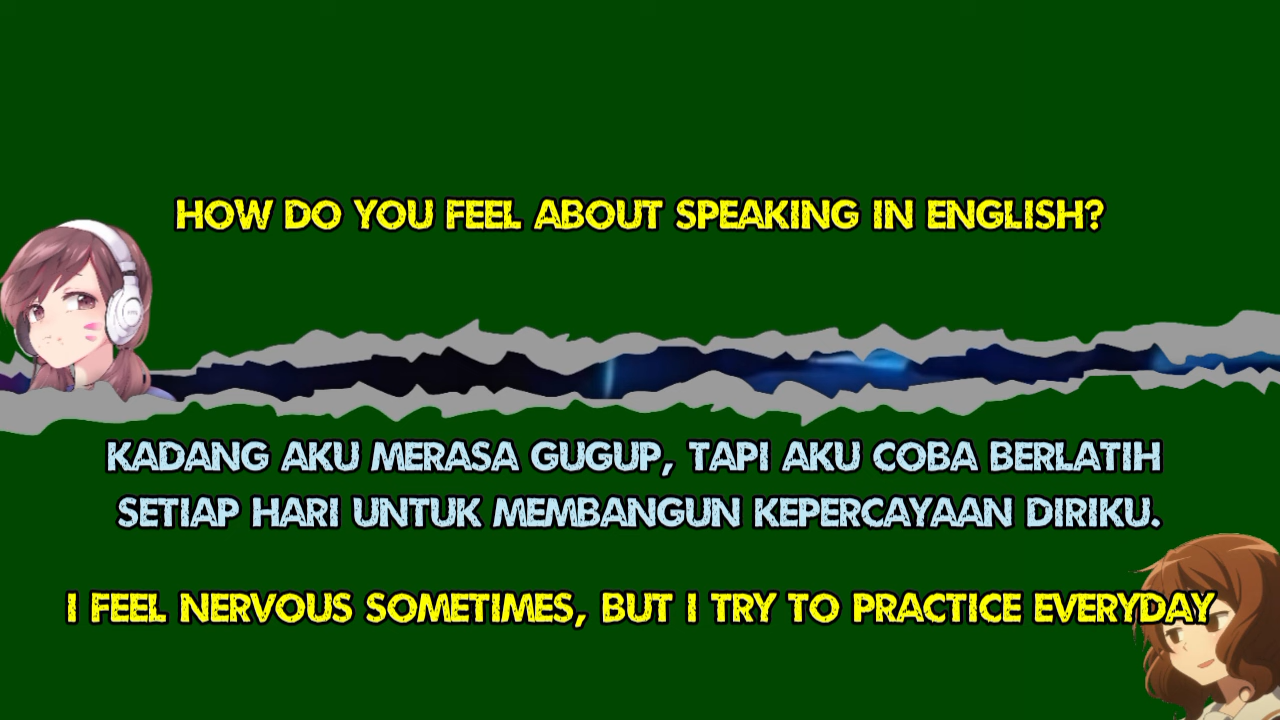 HOW DO YOU FEEL ABOUT SPEAKING IN ENGLISH?
KADANG AKU MERASA GUGUP, TAPI AKU COBA BERLATIH
SETIAP HARI UNTUK MEMBANGUN KEPERCAYAAN DIRIKU.
I FEEL NERVOUS SOMETIMES, BUT I TRY TO PRACTICE EVERYDAY